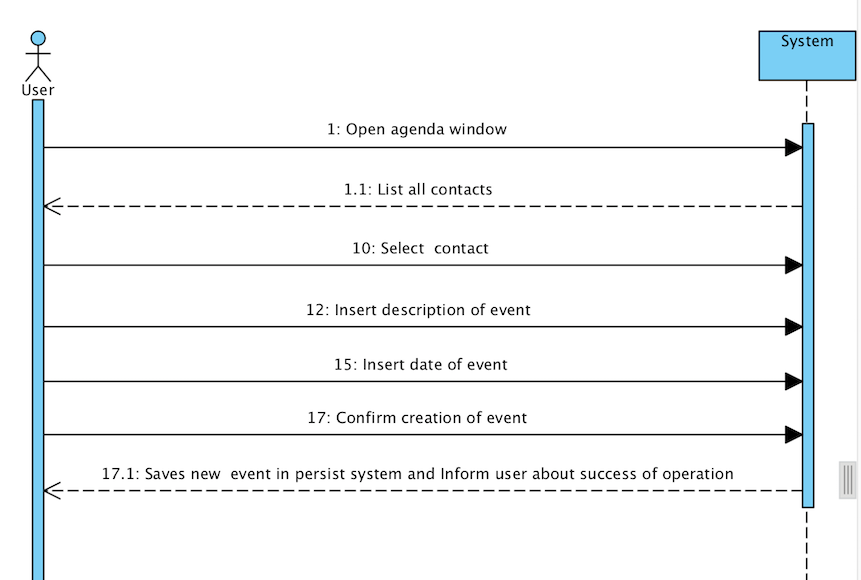 System
User
1: Open agenda window
1.1: List all contacts
10: Select  contact
12: Insert description of event
15: Insert date of event
17: Confirm creation of event
17.1: Saves new  event in persist system and Inform user about success of operation